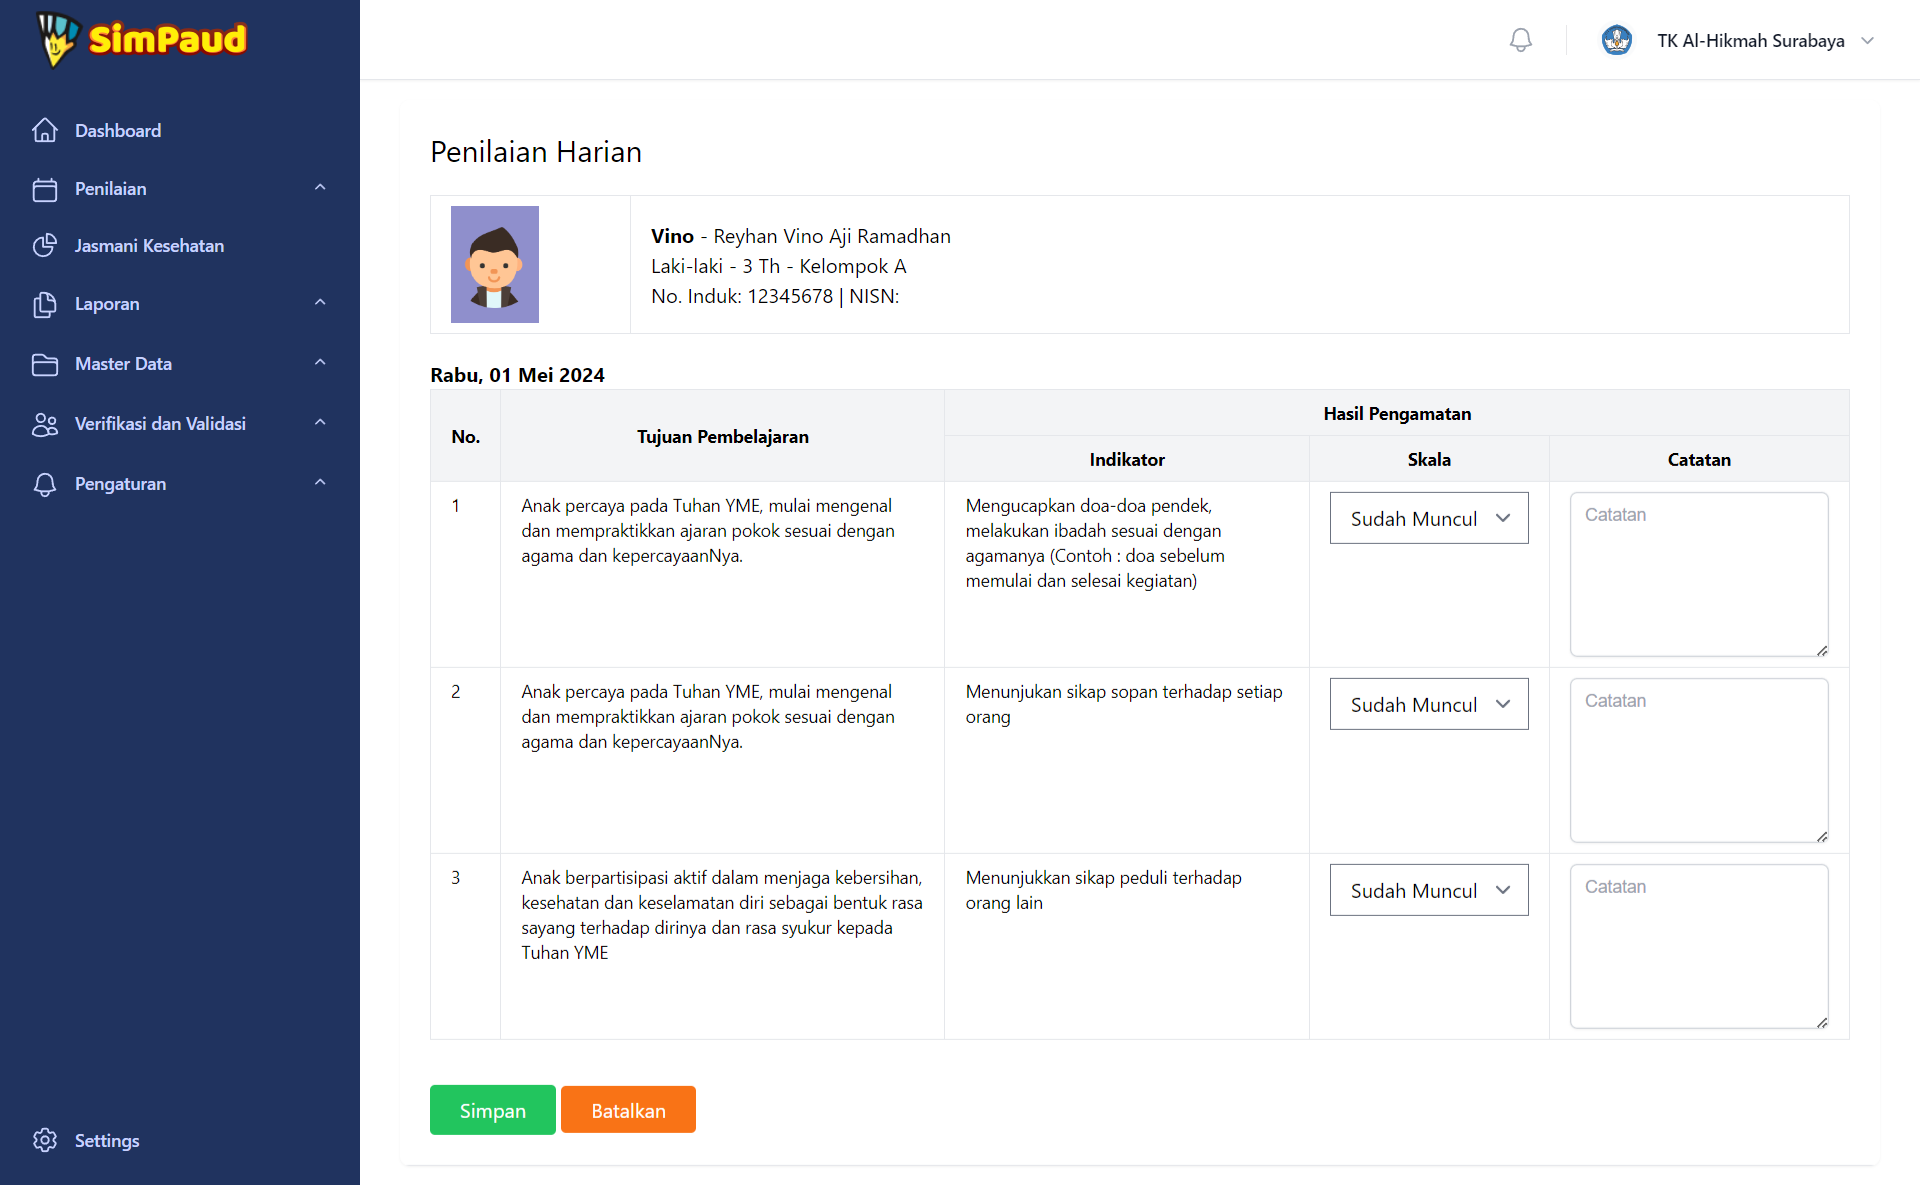 SimPaud
TK Al-Hikmah Surabaya
Dashboard
Penilaian
Jasmani Kesehatan
Laporan
Master Data
Verifikasi dan Validasi
Pengaturan
Settings
Penilaian Harian
Vino - Reyhan Vino Aji Ramadhan
Laki-laki - 3 Th - Kelompok A
No. Induk: 12345678 | NISN:
Rabu, 01 Mei 2024
No.
Tujuan Pembelajaran
Hasil Pengamatan
Indikator
Skala
Catatan
1
Anak percaya pada Tuhan YME, mulai mengenal
dan mempraktikkan ajaran pokok sesuai dengan
agama dan kepercayaanNya.
Mengucapkan doa-doa pendek,
melakukan ibadah sesuai dengan
agamanya (Contoh : doa sebelum
memulai dan selesai kegiatan)
Sudah Muncul
Catatan
2
Anak percaya pada Tuhan YME, mulai mengenal
dan mempraktikkan ajaran pokok sesuai dengan
agama dan kepercayaanNya.
Menunjukan sikap sopan terhadap setiap
orang
Sudah Muncul
Catatan
3
Anak berpartisipasi aktif dalam menjaga kebersihan,
kesehatan dan keselamatan diri sebagai bentuk rasa
sayang terhadap dirinya dan rasa syukur kepada
Tuhan YME
Menunjukkan sikap peduli terhadap
orang lain
Sudah Muncul
Catatan
Simpan
Batalkan